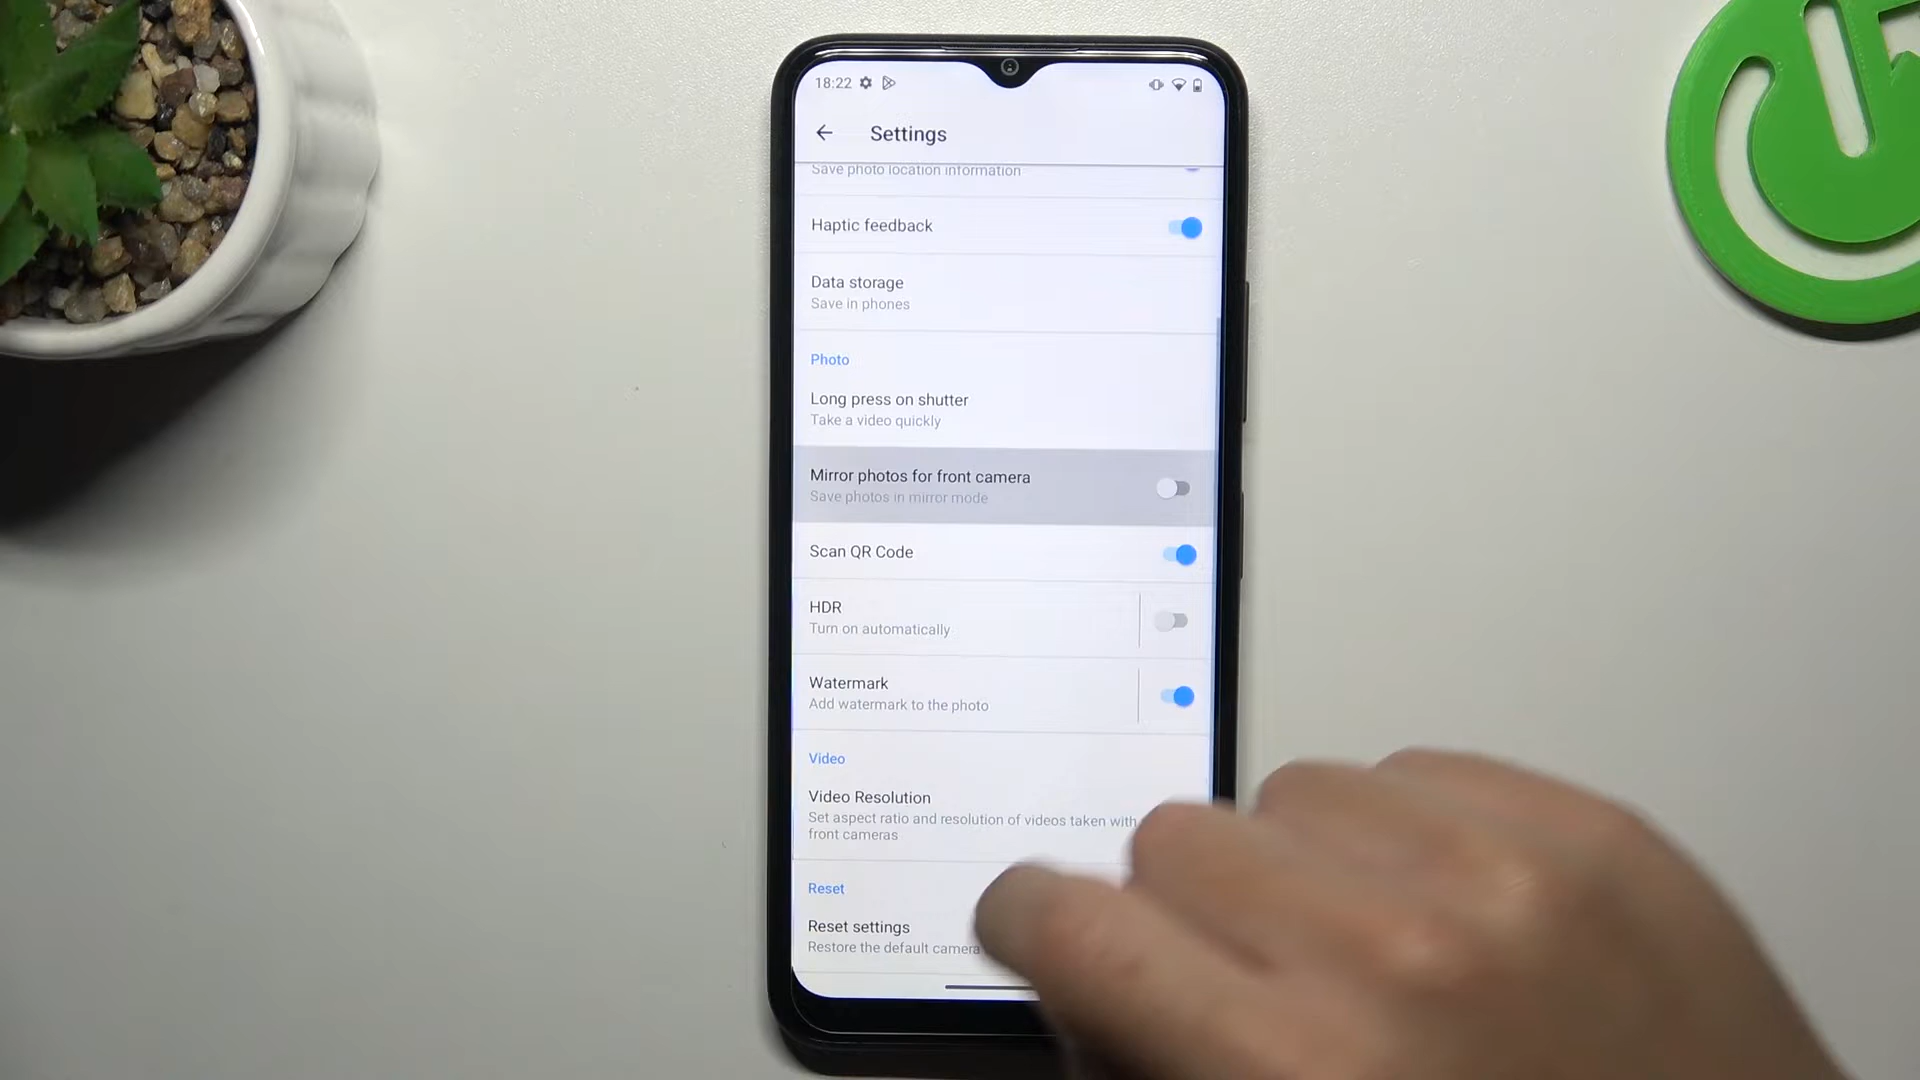 18:22
Settings
Save photo location information
Haptic feedback
Data storage
Save in phones
Photo
Long press on shutter
Take a video quickly
Mirror photos for front camera
Save photos in mirror mode
Scan QR Code
HDR
Turn on automatically
Watermark
Add watermark to the photo
Video
Video Resolution
Set aspect ratio and resolution of videos taken with
front cameras
Reset
Reset settings
Restore the default camera